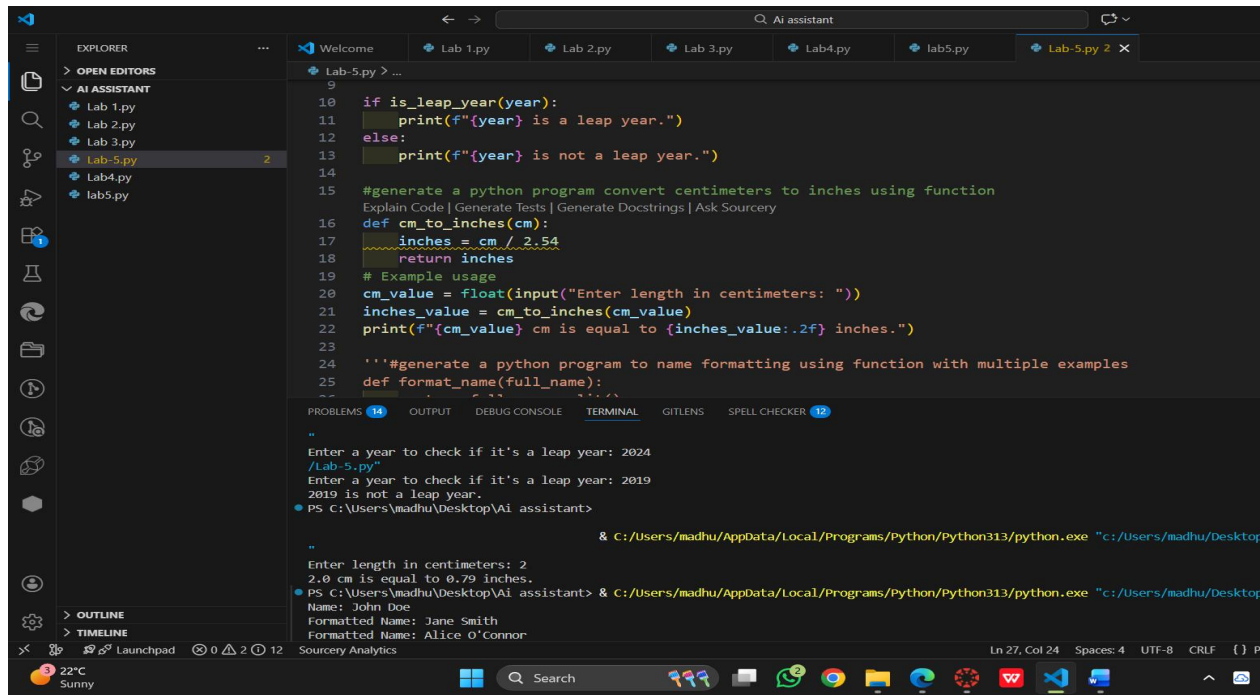 Ai assistant
EXPLORER
Welcome
Lab 1.py
Lab 2.py
Lab 3.py
Lab4.py
lab5.py
Lab-5.py 2
> OPEN EDITORS
AI ASSISTANT
Lab 1.py
Lab 2.py
Lab 3.py
Lab-5.py 2
Lab4.py
lab5.py
Lab-5.py > ...
9
10 if is_leap_year(year):
11 print(f"{year} is a leap year.")
12 else:
13 print(f"{year} is not a leap year.")
14
15 #generate a python program convert centimeters to inches using function
Explain Code | Generate Tests | Generate Docstrings | Ask Sourcery
16 def cm_to_inches(cm):
17 inches = cm / 2.54
18 return inches
19 # Example usage
20 cm_value = float(input("Enter length in centimeters: "))
21 inches_value = cm_to_inches(cm_value)
22 print(f"{cm_value} cm is equal to {inches_value:.2f} inches.")
23
24 '''#generate a python program to name formatting using function with multiple examples
25 def format_name(full_name):
PROBLEMS 14 OUTPUT DEBUG CONSOLE TERMINAL GITLENS SPELL CHECKER 12
"
Enter a year to check if it's a leap year: 2024
/Lab-5.py"
Enter a year to check if it's a leap year: 2019
2019 is not a leap year.
PS C:\Users\madhu\Desktop\Ai assistant>
& C:/Users/madhu/AppData/Local/Programs/Python/Python313/python.exe "c:/Users/madhu/Desktop
"
Enter length in centimeters: 2
2.0 cm is equal to 0.79 inches.
PS C:\Users\madhu\Desktop\Ai assistant> & C:/Users/madhu/AppData/Local/Programs/Python/Python313/python.exe "c:/Users/madhu/Desktop
Name: John Doe
Formatted Name: Jane Smith
Formatted Name: Alice O'Connor
1
> OUTLINE
> TIMELINE
Launchpad 0 2 12 Sourcery Analytics
Ln 27, Col 24 Spaces: 4 UTF-8 CRLF {} P
3
22°C
Sunny
Search
2